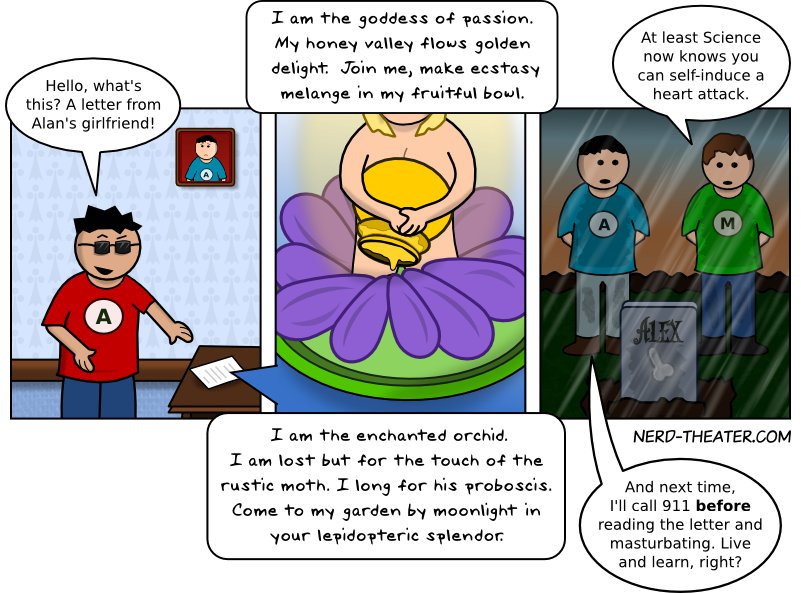 Hello, what's
this? A letter from
Alan's girlfriend!
A
A
I am the goddess of passion.
My honey valley flows golden
delight. Join me, make ecstasy
melange in my fruitful bowl.
I am the enchanted orchid.
I am lost but for the touch of the
rustic moth. I long for his proboscis.
Come to my garden by moonlight in
your lepidopteric splendor.
At least Science
now knows you
can self-induce a
heart attack.
A
M
ALEX
NERD-THEATER.COM
And next time,
I'll call 911 before
reading the letter and
masturbating. Live
and learn, right?